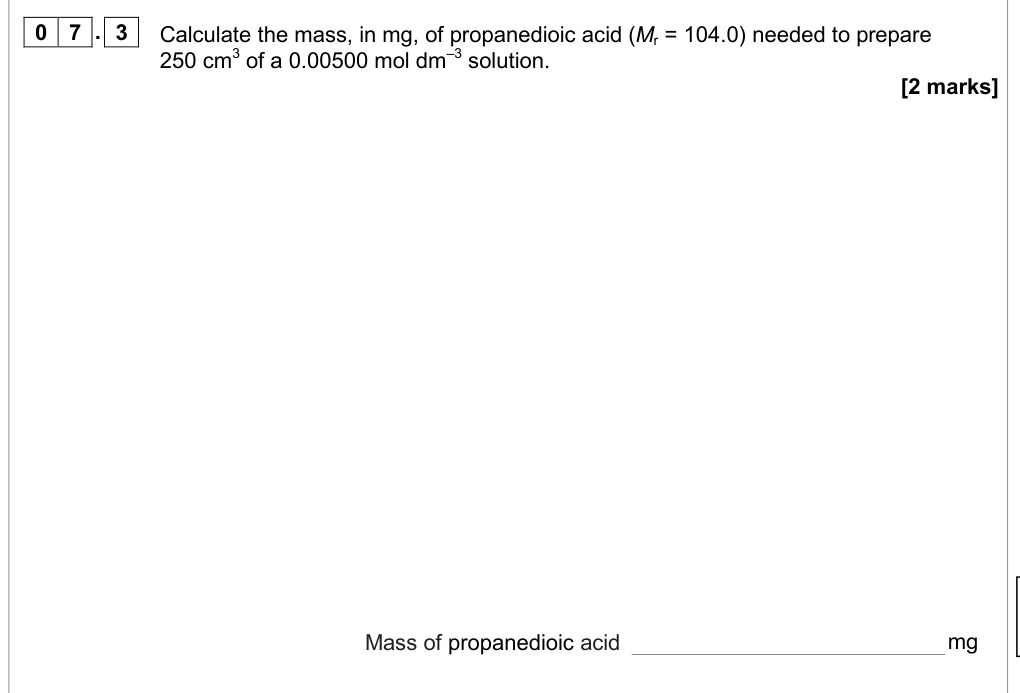 0 7 . 3 Calculate the mass, in mg, of propanedioic acid (Mᵣ = 104.0) needed to prepare
250 cm³ of a 0.00500 mol dm⁻³ solution.
[2 marks]
Mass of propanedioic acid ____________________ mg